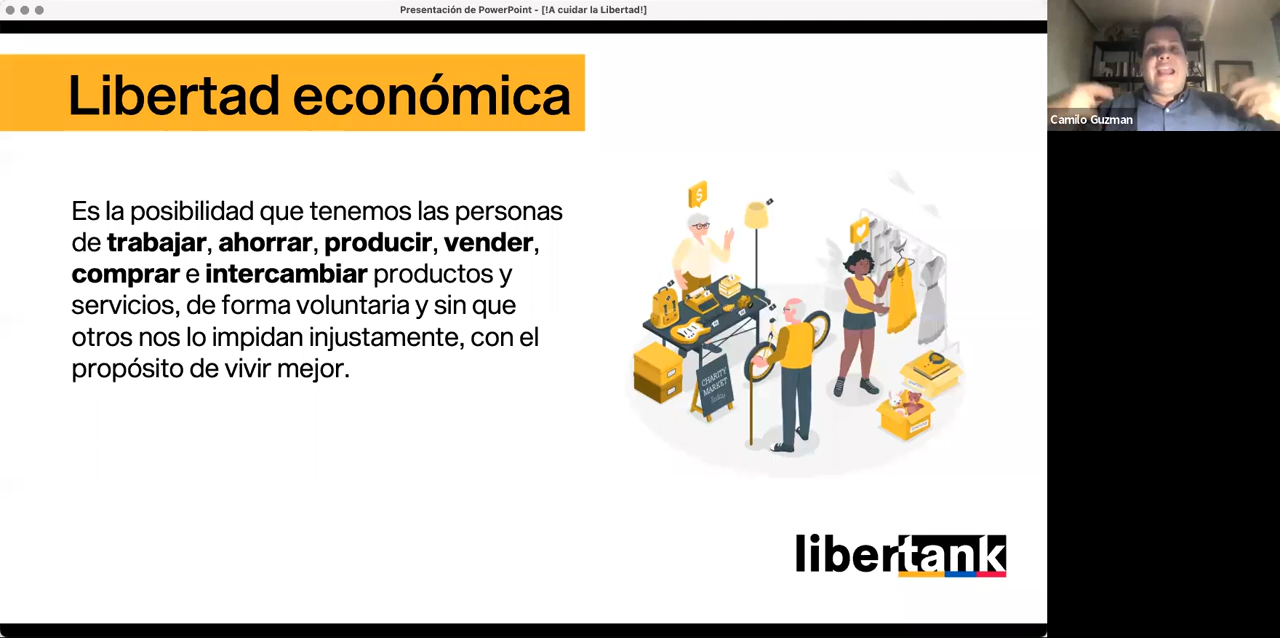 Presentación de PowerPoint - [!A cuidar la Libertad!]
Libertad económica
Es la posibilidad que tenemos las personas
de trabajar, ahorrar, producir, vender,
comprar e intercambiar productos y
servicios, de forma voluntaria y sin que
otros nos lo impidan injustamente, con el
propósito de vivir mejor.
$
CHARITY
MARKET
Today
libertank
Camilo Guzman